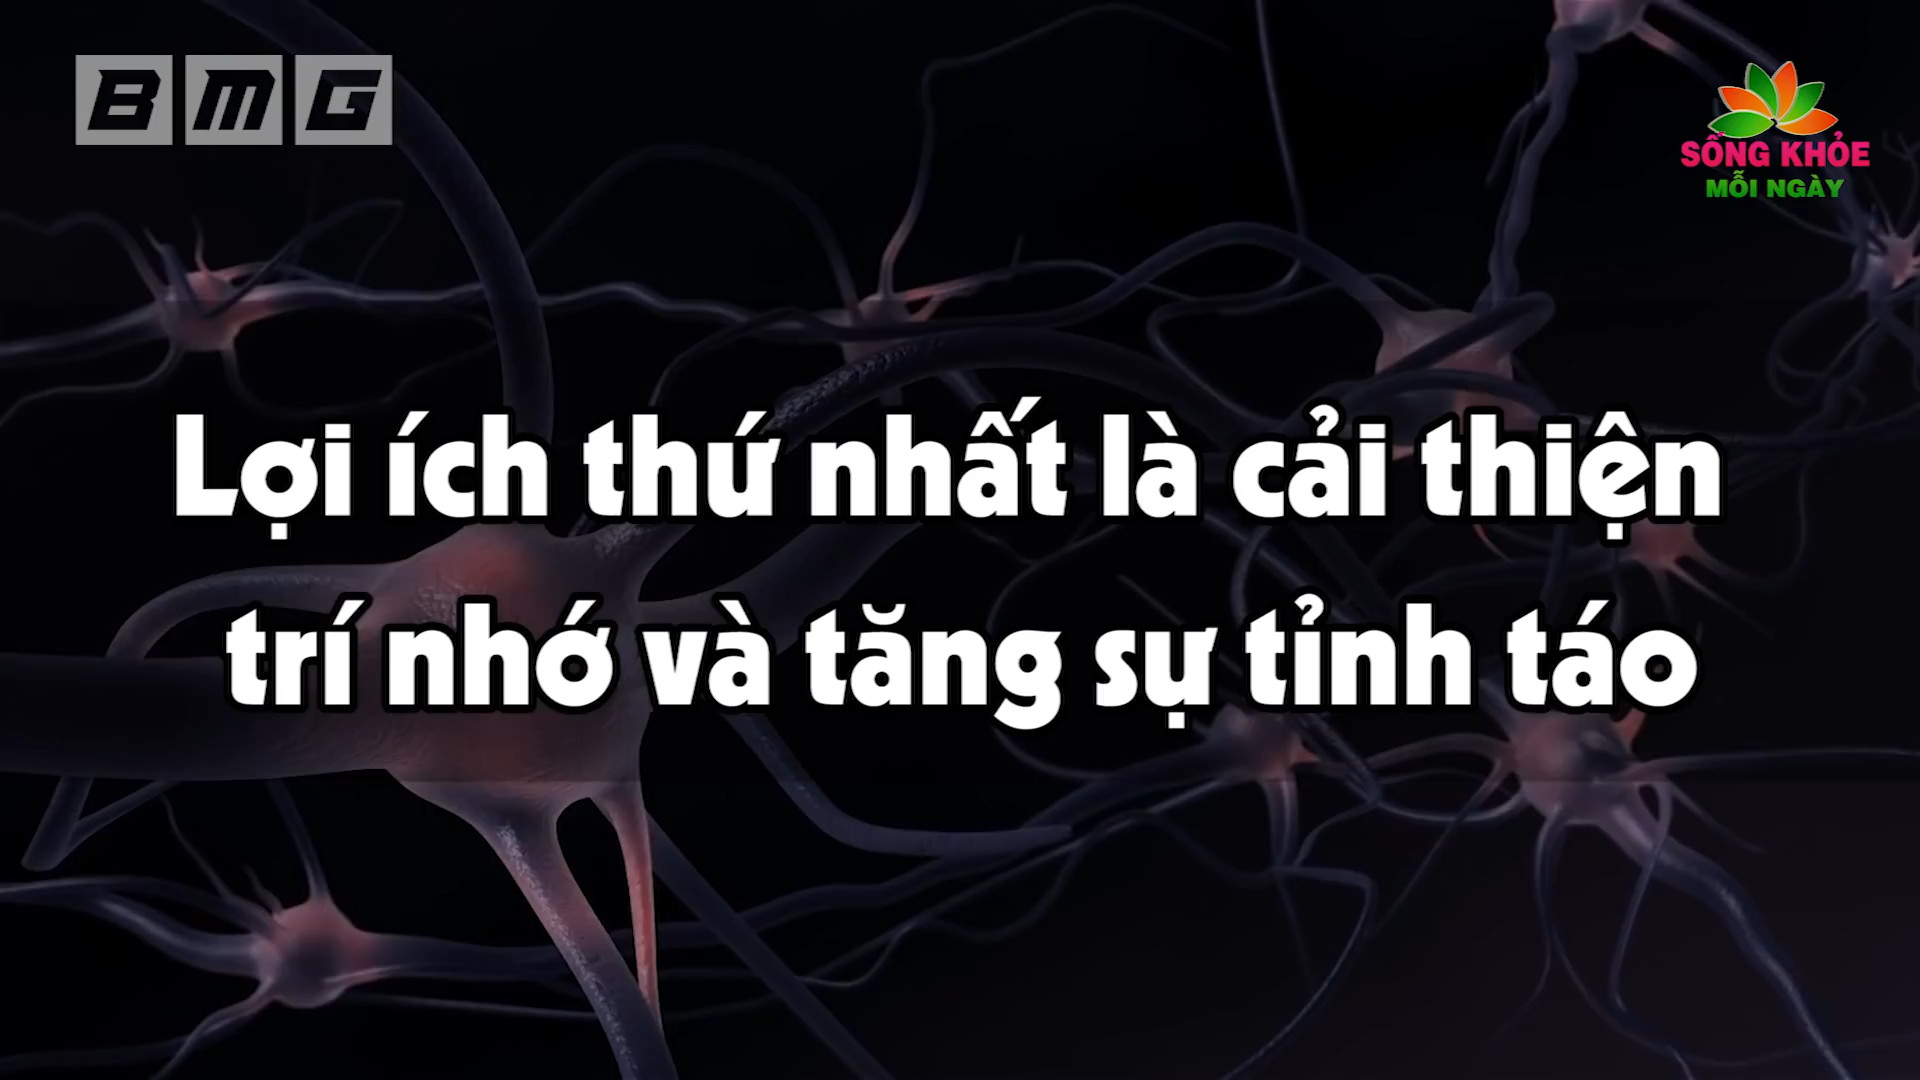 BMG
SỐNG KHỎE
MỖI NGÀY
Lợi ích thứ nhất là cải thiện
trí nhớ và tăng sự tỉnh táo